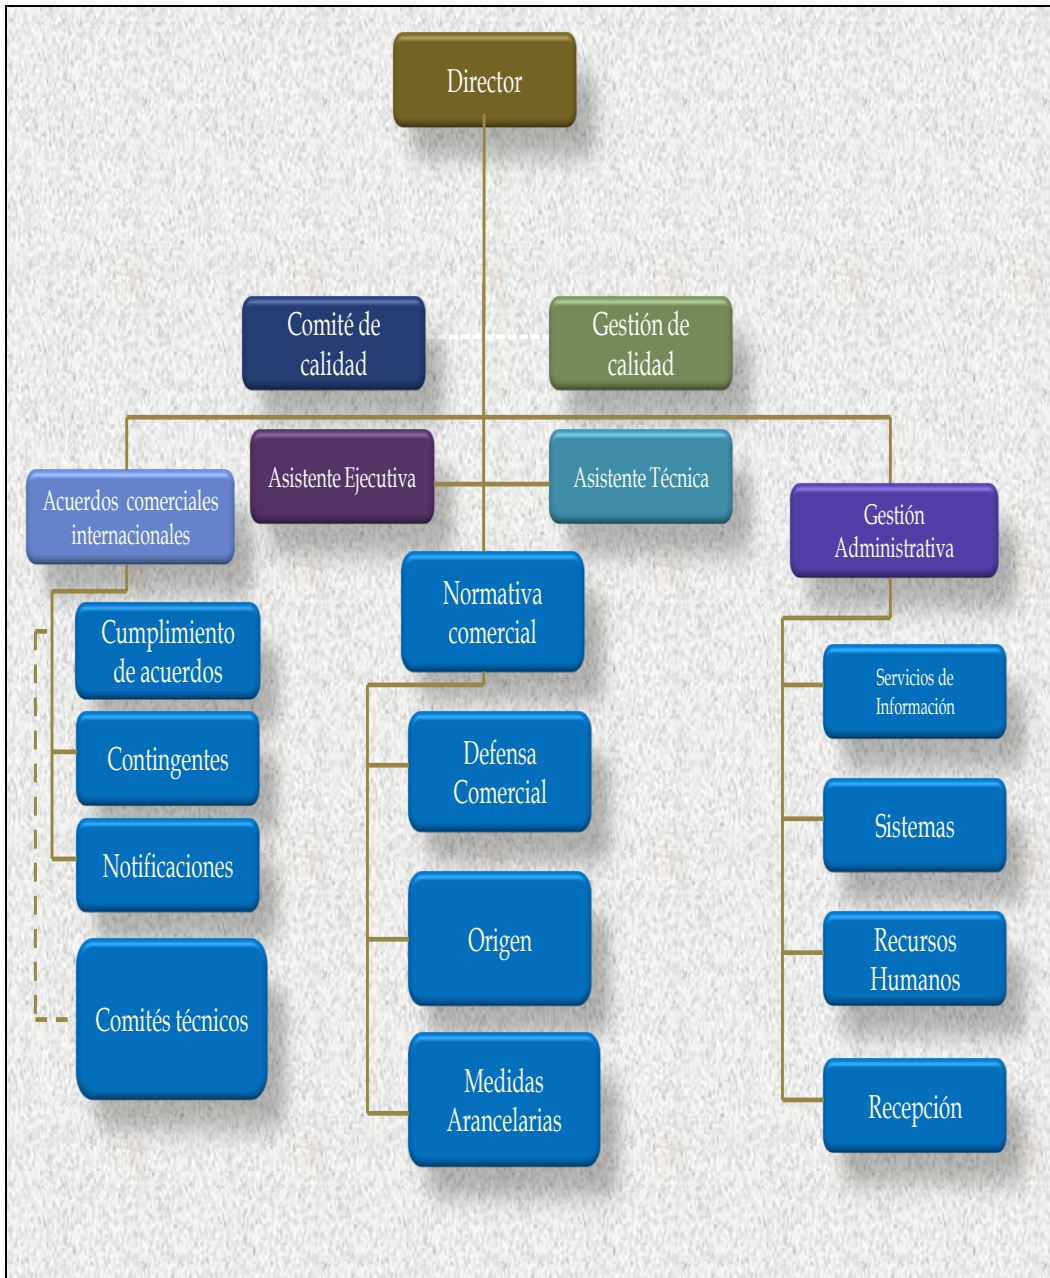 Director
Comité de
calidad
Gestión de
calidad
Asistente Ejecutiva
Asistente Técnica
Acuerdos comerciales
internacionales
Gestión
Administrativa
Normativa
comercial
Cumplimiento
de acuerdos
Contingentes
Notificaciones
Comités técnicos
Defensa
Comercial
Origen
Medidas
Arancelarias
Servicios de
Información
Sistemas
Recursos
Humanos
Recepción